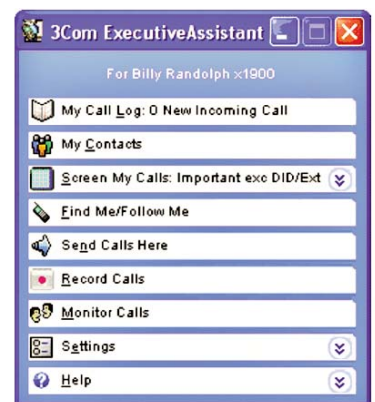 3Com ExecutiveAssistant
For Billy Randolph x1900
My Call Log: 0 New Incoming Call
My Contacts
Screen My Calls: Important exc DID/Ext
Find Me/Follow Me
Send Calls Here
Record Calls
Monitor Calls
Settings
Help